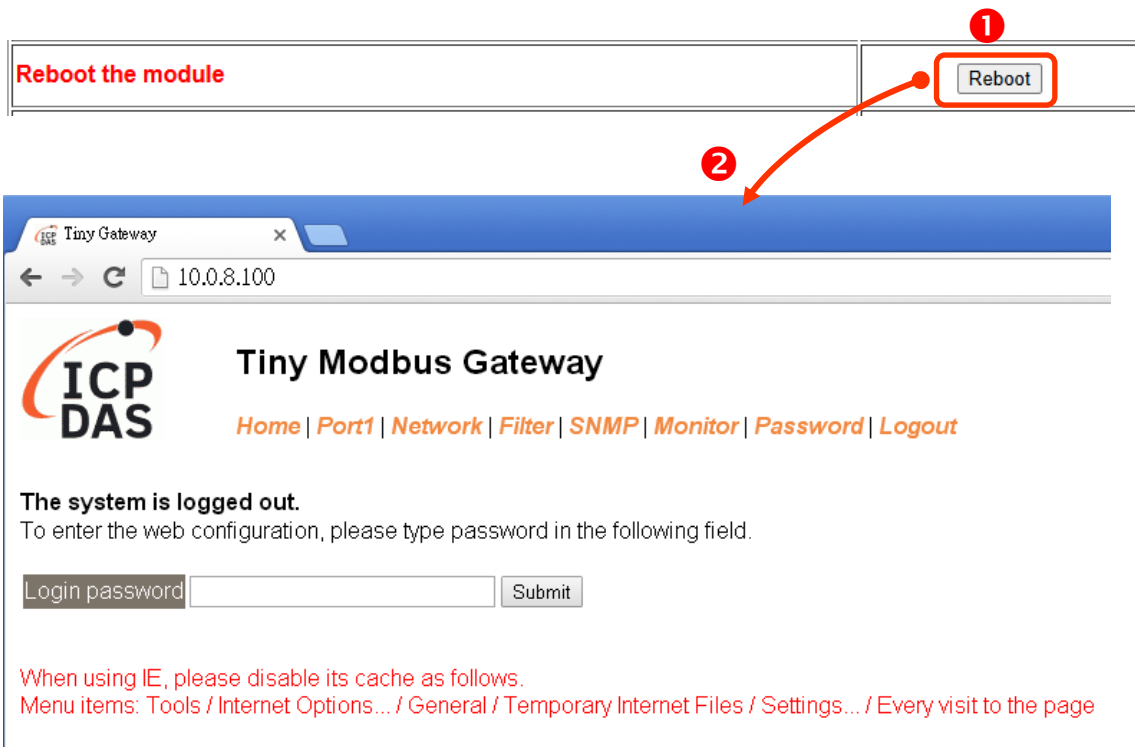 1
Reboot the module
Reboot
2
Tiny Gateway
10.0.8.100
ICP
DAS
Tiny Modbus Gateway
Home | Port1 | Network | Filter | SNMP | Monitor | Password | Logout
The system is logged out.
To enter the web configuration, please type password in the following field.
Login password
Submit
When using IE, please disable its cache as follows.
Menu items: Tools / Internet Options... / General / Temporary Internet Files / Settings... / Every visit to the page